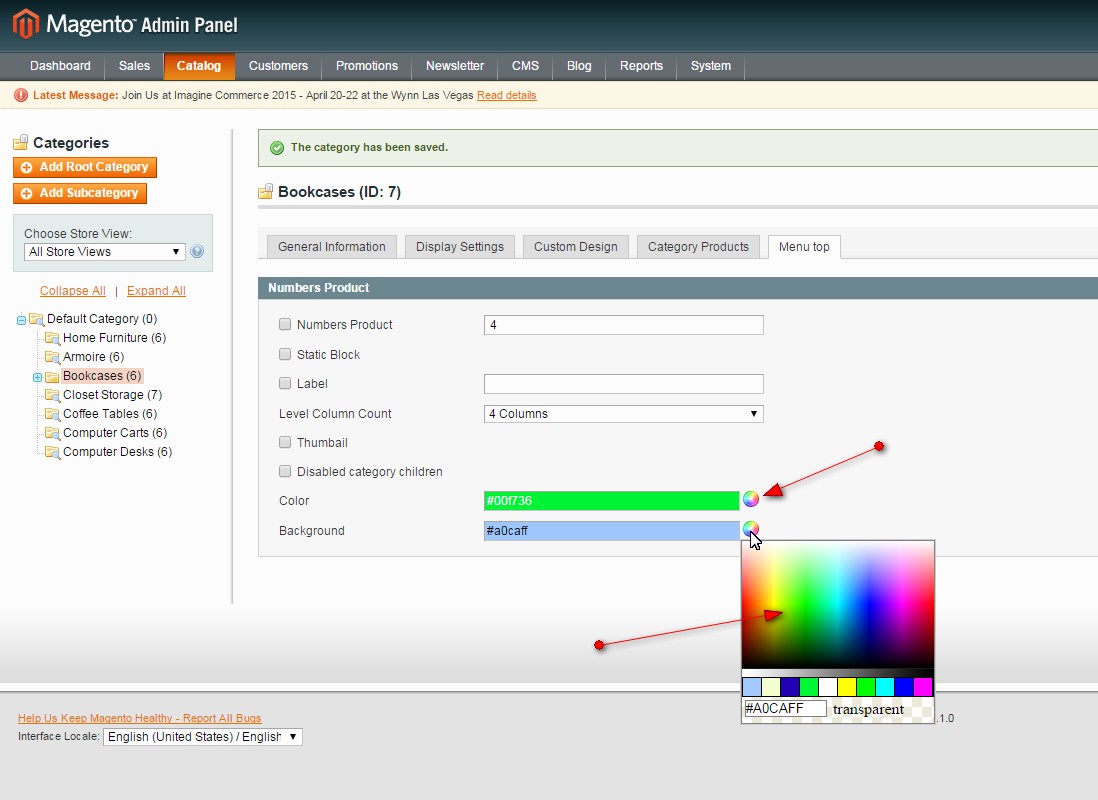 Magento™ Admin Panel
Dashboard Sales Catalog Customers Promotions Newsletter CMS Blog Reports System
Latest Message: Join Us at Imagine Commerce 2015 - April 20-22 at the Wynn Las Vegas Read details
Categories
Add Root Category
Add Subcategory
Choose Store View:
All Store Views
Collapse All | Expand All
Default Category (0)
Home Furniture (6)
Armoire (6)
Bookcases (6)
Closet Storage (7)
Coffee Tables (6)
Computer Carts (6)
Computer Desks (6)
The category has been saved.
Bookcases (ID: 7)
General Information Display Settings Custom Design Category Products Menu top
Numbers Product
Numbers Product 4
Static Block
Label
Level Column Count 4 Columns
Thumbail
Disabled category children
Color #00f736
Background #a0caff
#A0CAFF transparent
Help Us Keep Magento Healthy - Report All Bugs
.1.0
Interface Locale: English (United States) / English